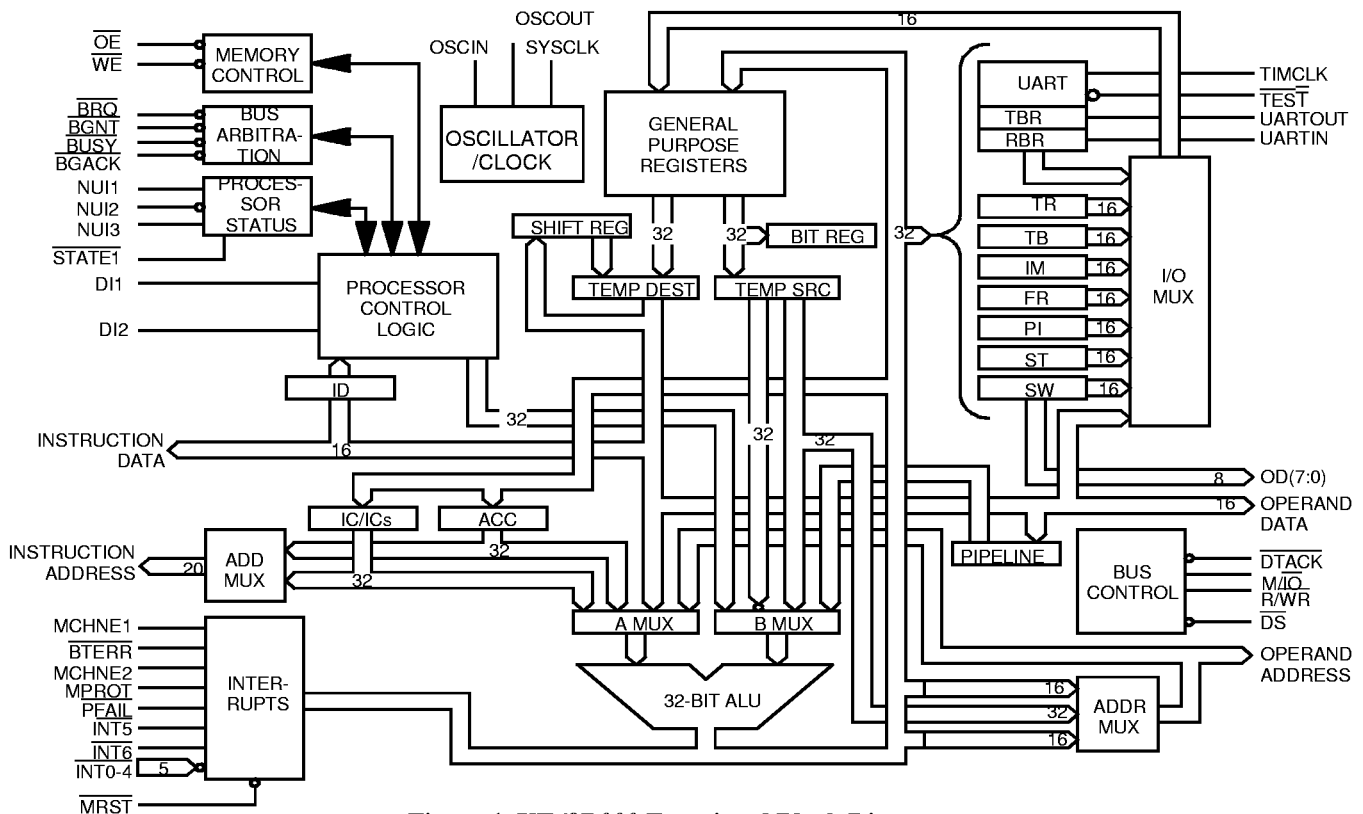 OSCOUT
OSCIN
SYSCLK
OE
WE
MEMORY
CONTROL
BRQ
BGNT
BUSY
BGACK
BUS
ARBITRA-
TION
NUI1
NUI2
NUI3
STATE1
PROCES-
SOR
STATUS
DI1
DI2
OSCILLATOR
/CLOCK
PROCESSOR
CONTROL
LOGIC
ID
GENERAL
PURPOSE
REGISTERS
16
SHIFT REG
32
32
BIT REG
TEMP DEST
TEMP SRC
32
UART
TBR
RBR
TIMCLK
TEST
UARTOUT
UARTIN
TR
16
TB
16
IM
16
FR
16
PI
16
ST
16
SW
16
I/O
MUX
INSTRUCTION
DATA
16
32
32
32
8
OD(7:0)
16
OPERAND
DATA
IC/ICs
ACC
PIPELINE
INSTRUCTION
ADDRESS
20
ADD
MUX
32
32
BUS
CONTROL
DTACK
M/IO
R/WR
DS
A MUX
B MUX
32-BIT ALU
MCHNE1
BTERR
MCHNE2
MPROT
PFAIL
INT5
INT6
INT0-4
5
MRST
INTER-
RUPTS
16
32
16
ADDR
MUX
OPERAND
ADDRESS